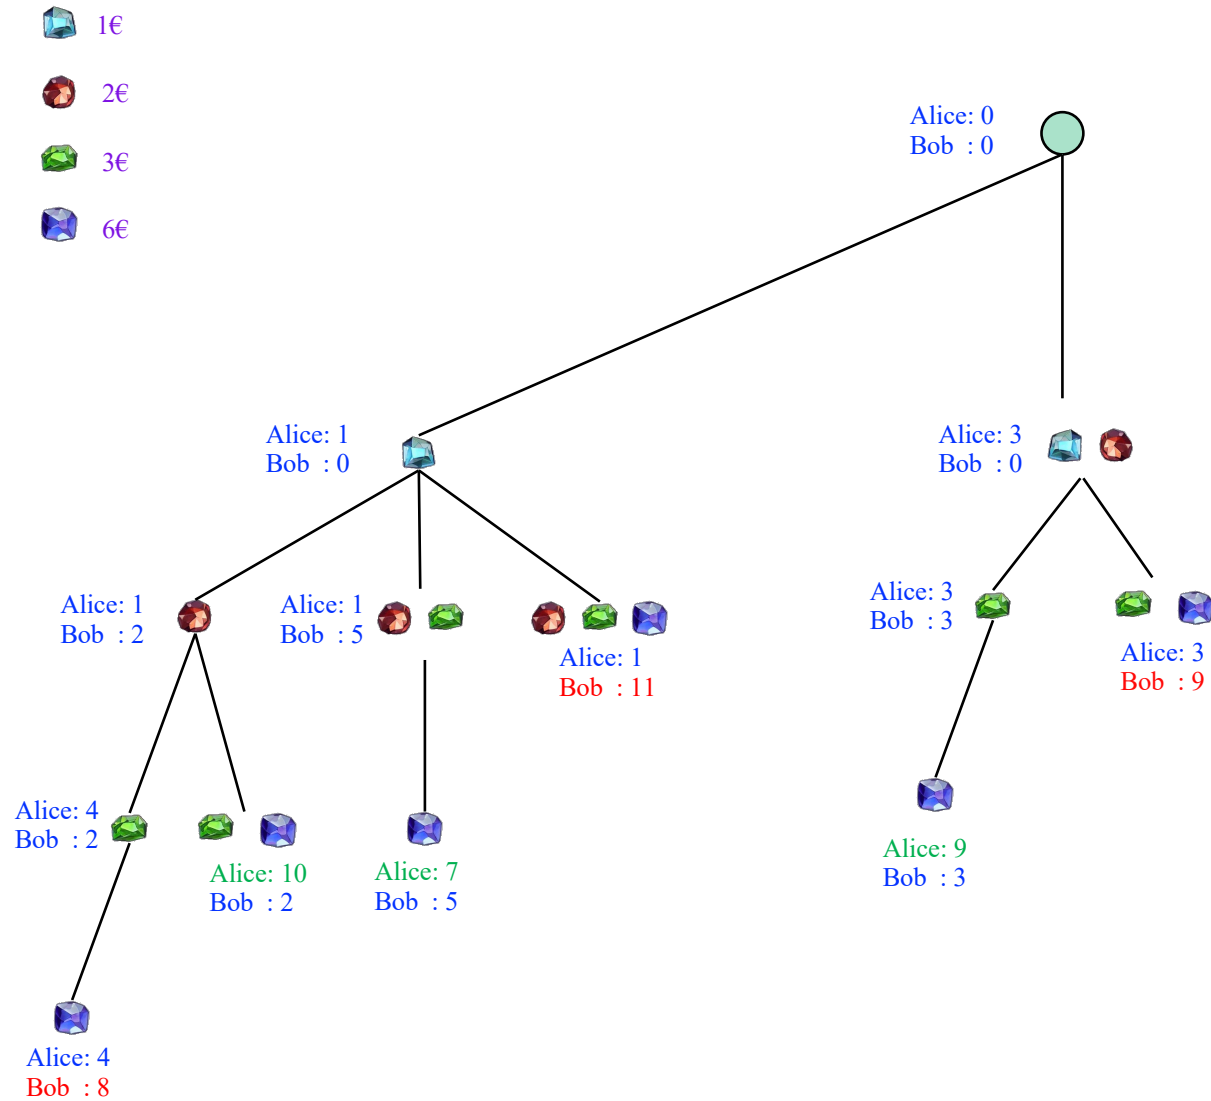 1€
2€
3€
6€
Alice: 0
Bob : 0
Alice: 1
Bob : 0
Alice: 3
Bob : 0
Alice: 1
Bob : 2
Alice: 1
Bob : 5
Alice: 1
Bob : 11
Alice: 3
Bob : 3
Alice: 3
Bob : 9
Alice: 4
Bob : 2
Alice: 10
Bob : 2
Alice: 7
Bob : 5
Alice: 9
Bob : 3
Alice: 4
Bob : 8